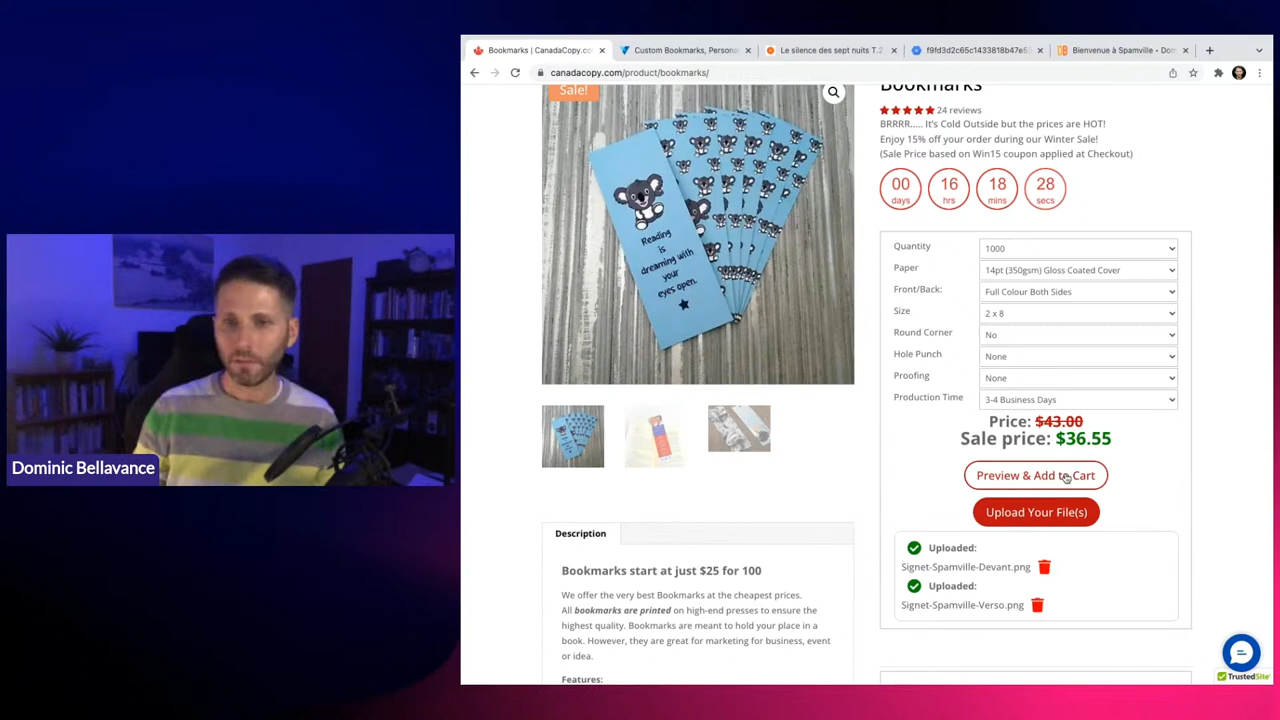 Bookmarks | CanadaCopy.co
Custom Bookmarks, Persona
Le silence des sept nuits T.2
f9fd3d2c65c1433818b47e5
Bienvenue à Spamville • Dom
canadacopy.com/product/bookmarks/
Sale!
Bookmarks
24 reviews
BRRRR..... It's Cold Outside but the prices are HOT!
Enjoy 15% off your order during our Winter Sale!
(Sale Price based on Win15 coupon applied at Checkout)
00 16 18 28
days hrs mins secs
Quantity 1000
Paper 14pt (350gsm) Gloss Coated Cover
Front/Back: Full Colour Both Sides
Size 2 x 8
Round Corner No
Hole Punch None
Proofing None
Production Time 3-4 Business Days
Price: $43.00
Sale price: $36.55
Preview & Add to Cart
Upload Your File(s)
Uploaded:
Signet-Spamville-Devant.png
Uploaded:
Signet-Spamville-Verso.png
Reading
is
dreaming with
your
eyes open.
Description
Bookmarks start at just $25 for 100
We offer the very best Bookmarks at the cheapest prices.
All bookmarks are printed on high-end presses to ensure the
highest quality. Bookmarks are meant to hold your place in a
book. However, they are great for marketing for business, event
or idea.
Features:
TrustedSite
Dominic Bellavance